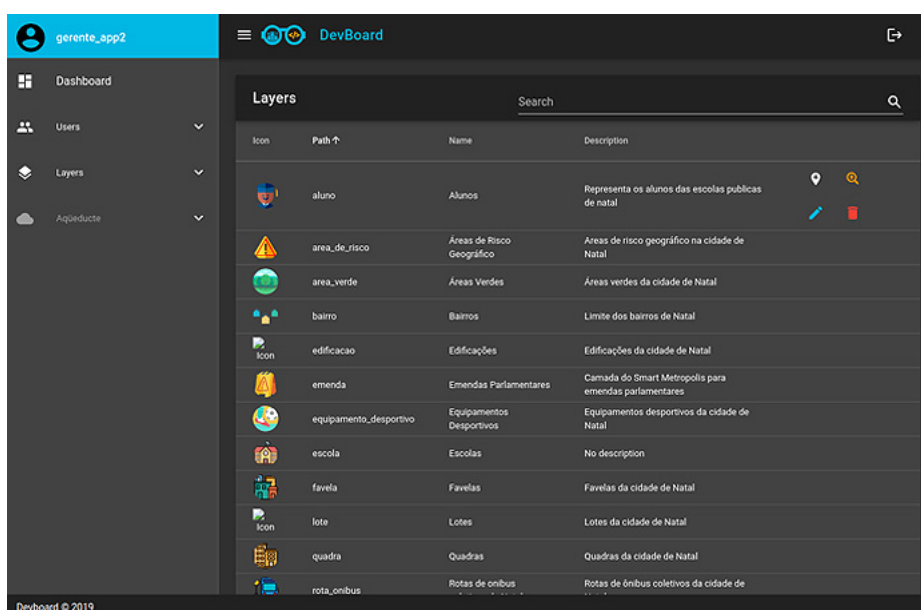 gerente_app2
DevBoard
Dashboard
Users
Layers
Aqüeducte
Layers
Search
Icon Path Name Description
aluno Alunos Representa os alunos das escolas publicas
de natal
area_de_risco Áreas de Risco
Geográfico Areas de risco geográfico na cidade de
Natal
area_verde Áreas Verdes Áreas verdes da cidade de Natal
bairro Bairros Limite dos bairros de Natal
Icon edificacao Edificações Edificações da cidade de Natal
emenda Emendas Parlamentares Camada do Smart Metropolis para
emendas parlamentares
equipamento_desportivo Equipamentos
Desportivos Equipamentos desportivos da cidade de
Natal
escola Escolas No description
favela Favelas Favelas da cidade de Natal
Icon lote Lotes Lotes da cidade de Natal
quadra Quadras Quadras da cidade de Natal
rota_onibus Rotas de onibus Rotas de ônibus coletivos da cidade de
Devboard © 2019